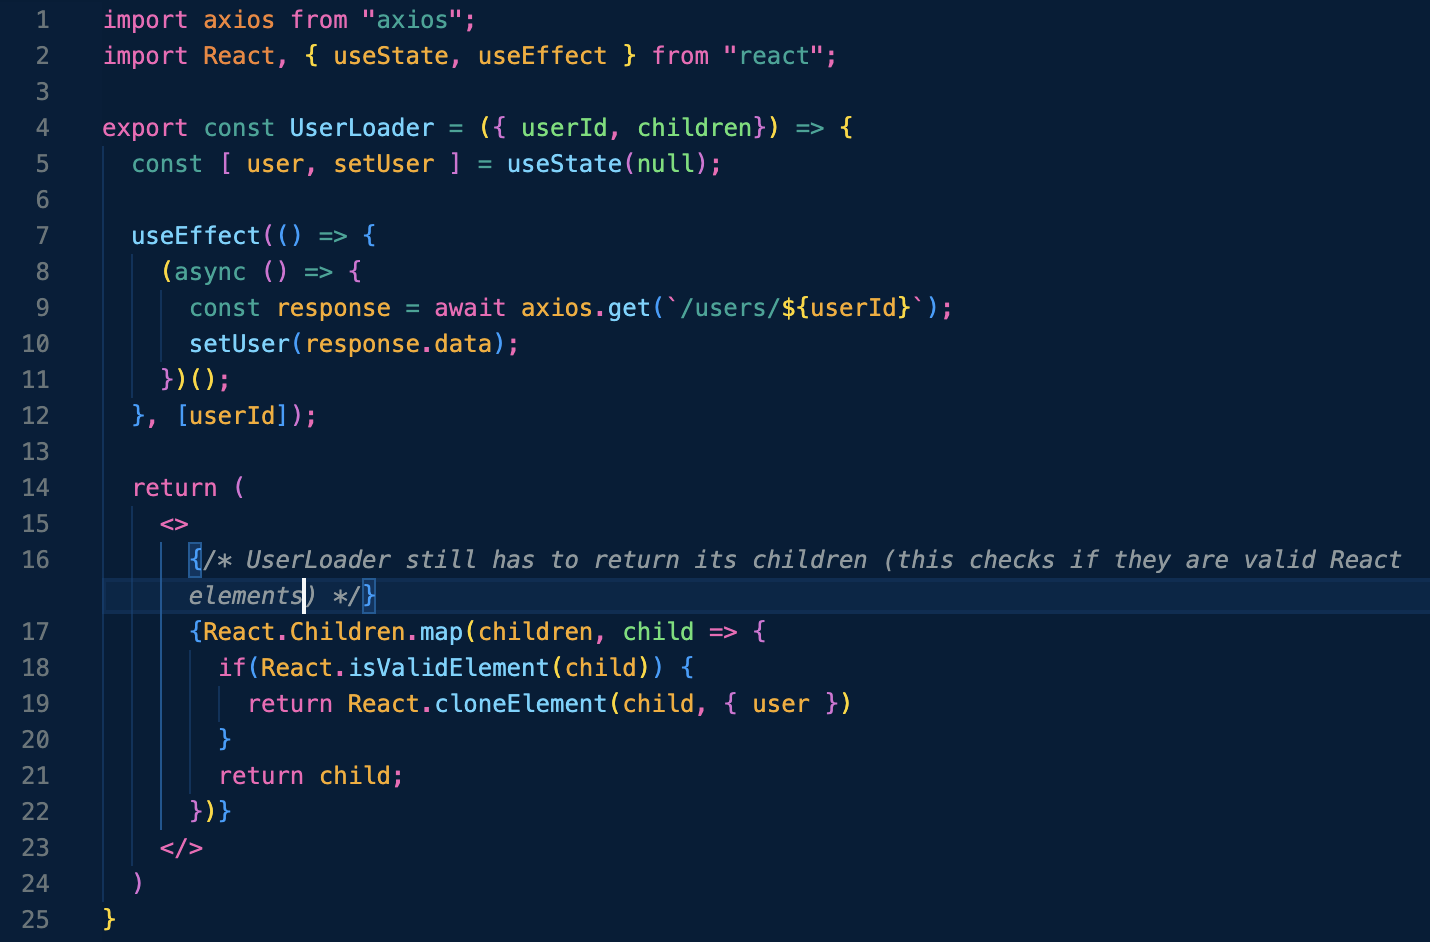 1 import axios from "axios";
2 import React, { useState, useEffect } from "react";
3
4 export const UserLoader = ({ userId, children}) => {
5   const [ user, setUser ] = useState(null);
6
7   useEffect(() => {
8     (async () => {
9       const response = await axios.get(`/users/${userId}`);
10       setUser(response.data);
11     })();
12   }, [userId]);
13
14   return (
15     <>
16       {/* UserLoader still has to return its children (this checks if they are valid React
elements) */}
17       {React.Children.map(children, child => {
18         if(React.isValidElement(child)) {
19           return React.cloneElement(child, { user })
20         }
21         return child;
22       })}
23     </>
24   )
25 }